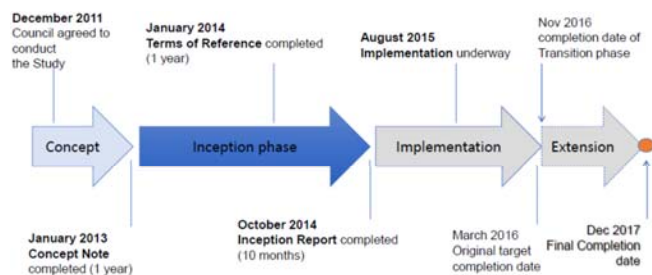 December 2011
Council agreed to
conduct
the Study
January 2014
Terms of Reference completed
(1 year)
August 2015
Implementation underway
Nov 2016
completion date of
Transition phase
Concept
Inception phase
Implementation
Extension
January 2013
Concept Note
completed (1 year)
October 2014
Inception Report completed
(10 months)
March 2016
Original target
completion date
Dec 2017
Final Completion
date